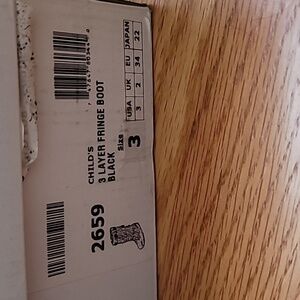 CHILD'S
3 LAYER FRINGE BOOT
BLACK
2659
Size
3
USA UK EU JAPAN
3 2 34 22